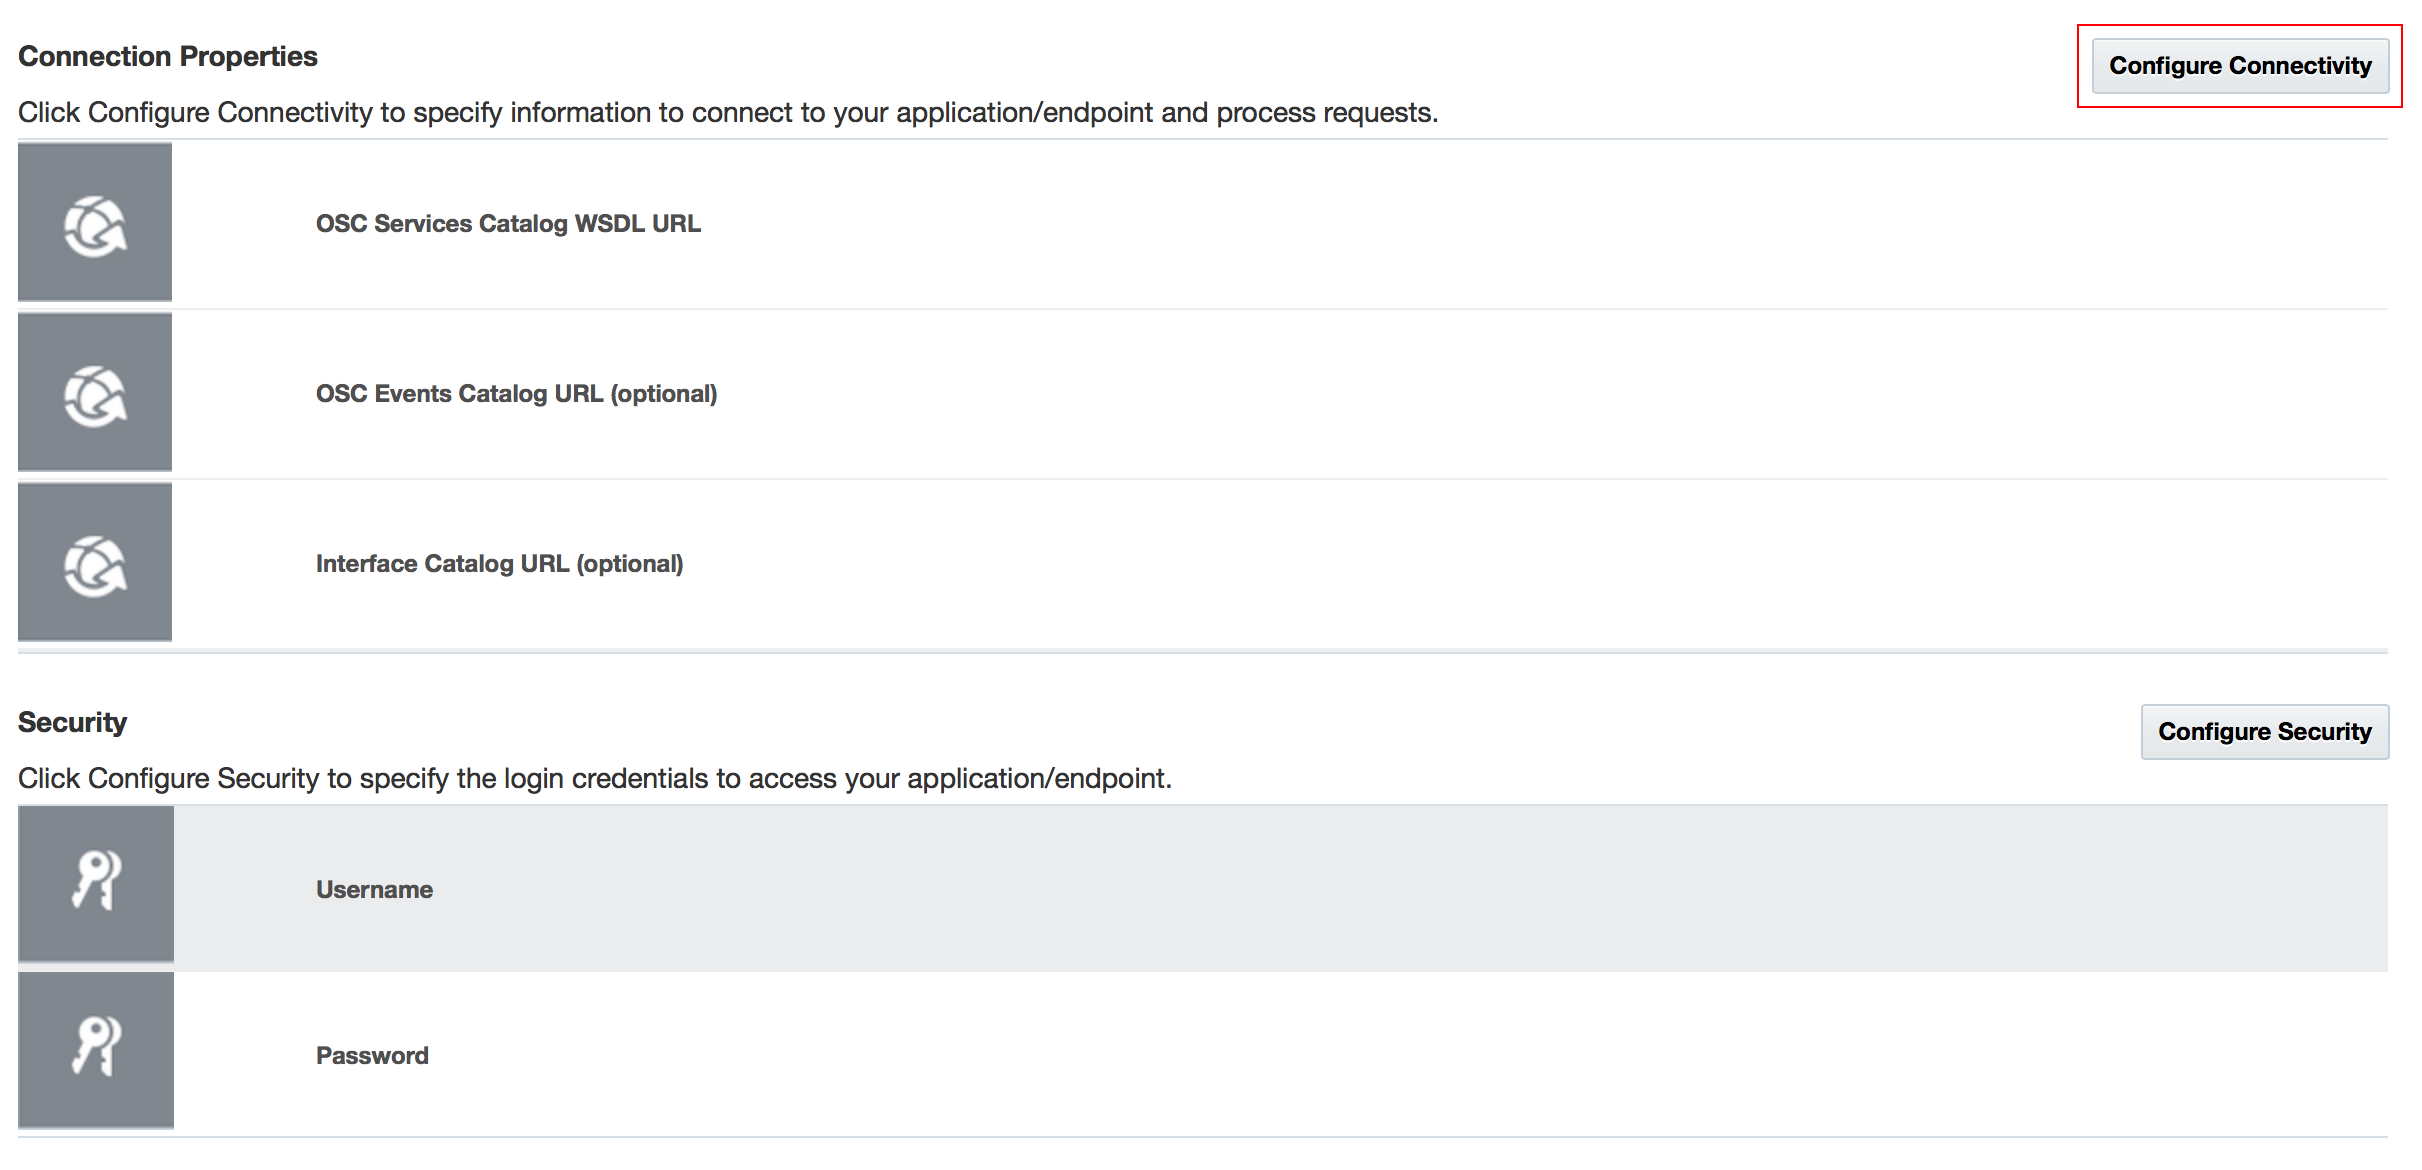 Connection Properties
Configure Connectivity
Click Configure Connectivity to specify information to connect to your application/endpoint and process requests.
OSC Services Catalog WSDL URL
OSC Events Catalog URL (optional)
Interface Catalog URL (optional)
Security
Configure Security
Click Configure Security to specify the login credentials to access your application/endpoint.
Username
Password